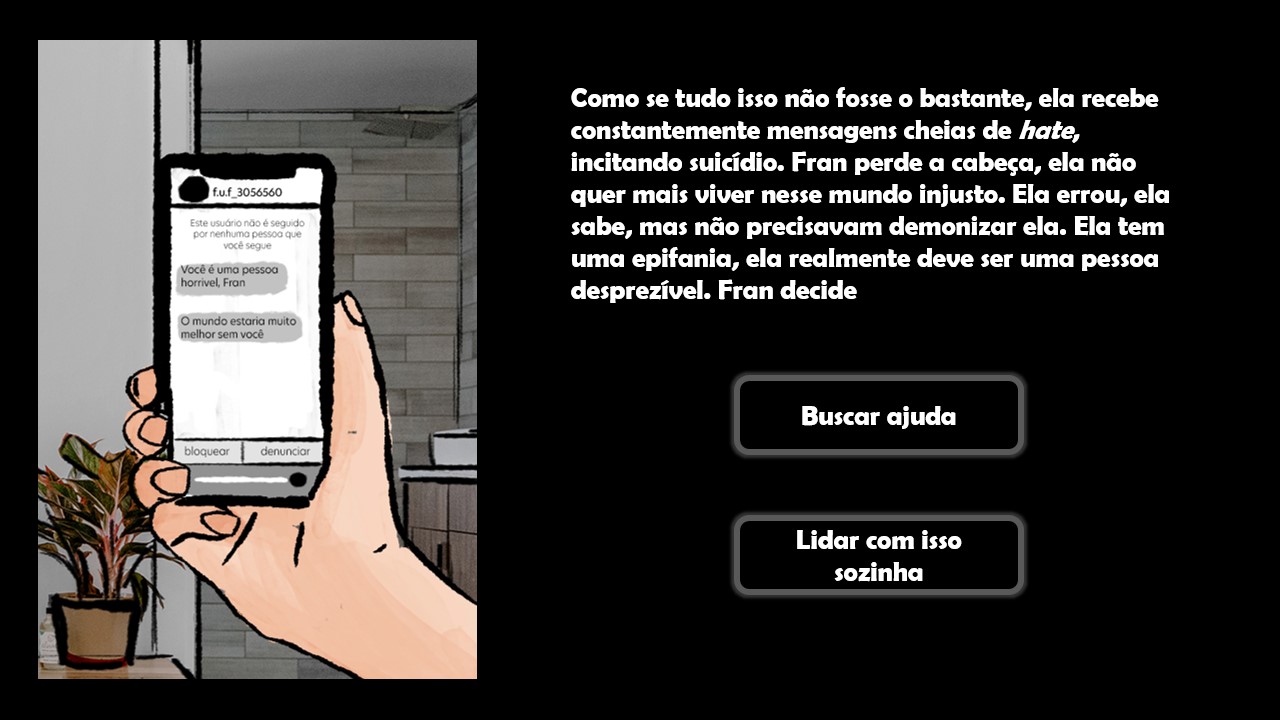 f.u.f_3056560
Este usuário não é seguido
por nenhuma pessoa que
você segue
Você é uma pessoa
horrivel, Fran
O mundo estaria muito
melhor sem você
bloquear
denunciar
Como se tudo isso não fosse o bastante, ela recebe
constantemente mensagens cheias de hate,
incitando suicídio. Fran perde a cabeça, ela não
quer mais viver nesse mundo injusto. Ela errou, ela
sabe, mas não precisavam demonizar ela. Ela tem
uma epifania, ela realmente deve ser uma pessoa
desprezível. Fran decide
Buscar ajuda
Lidar com isso
sozinha